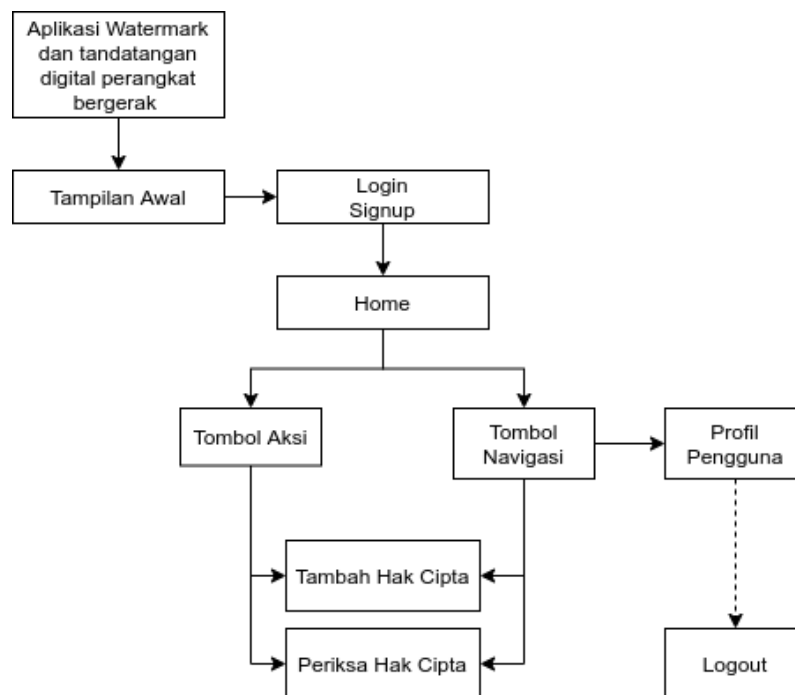 Aplikasi Watermark
dan tandatangan
digital perangkat
bergerak
Tampilan Awal
Login
Signup
Home
Tombol Aksi
Tombol
Navigasi
Profil
Pengguna
Tambah Hak Cipta
Periksa Hak Cipta
Logout